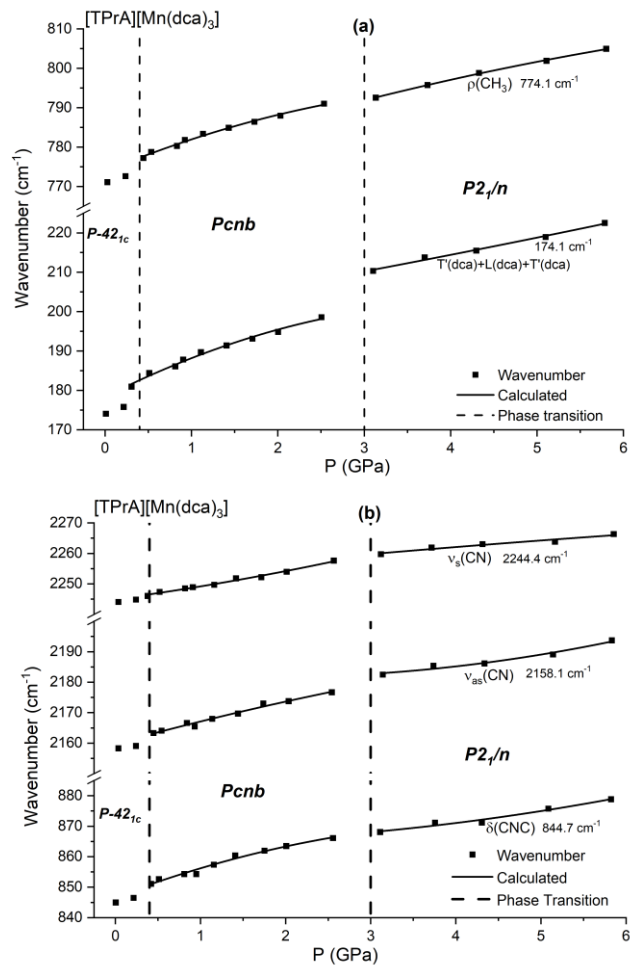 [TPrA][Mn(dca)₃]
(a)
800
790
780
770
220
210
200
190
180
170
Wavenumber (cm⁻¹)
ρ(CH₃) 774.1 cm⁻¹
P-42₁c
Pcnb
P2₁/n
174.1 cm⁻¹
T'(dca)+L(dca)+T'(dca)
Wavenumber
Calculated
Phase transition
0 1 2 3 4 5 6
P (GPa)
[TPrA][Mn(dca)₃]
(b)
2270
2260
2250
2190
2180
2170
2160
880
870
860
850
840
Wavenumber (cm⁻¹)
νₛ(CN) 2244.4 cm⁻¹
νₐₛ(CN) 2158.1 cm⁻¹
P-42₁c
Pcnb
P2₁/n
δ(CNC) 844.7 cm⁻¹
Wavenumber
Calculated
Phase Transition
0 1 2 3 4 5 6
P (GPa)